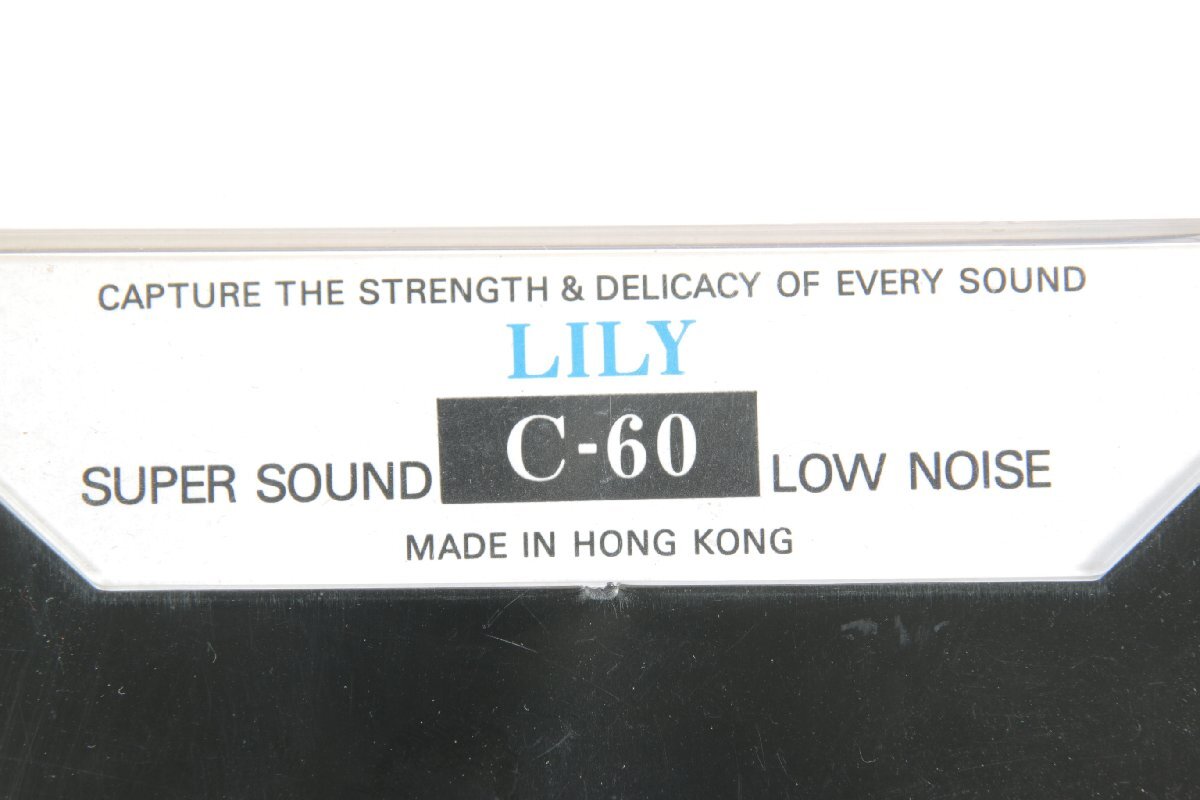 CAPTURE THE STRENGTH & DELICACY OF EVERY SOUND
LILY
SUPER SOUND C-60 LOW NOISE
MADE IN HONG KONG